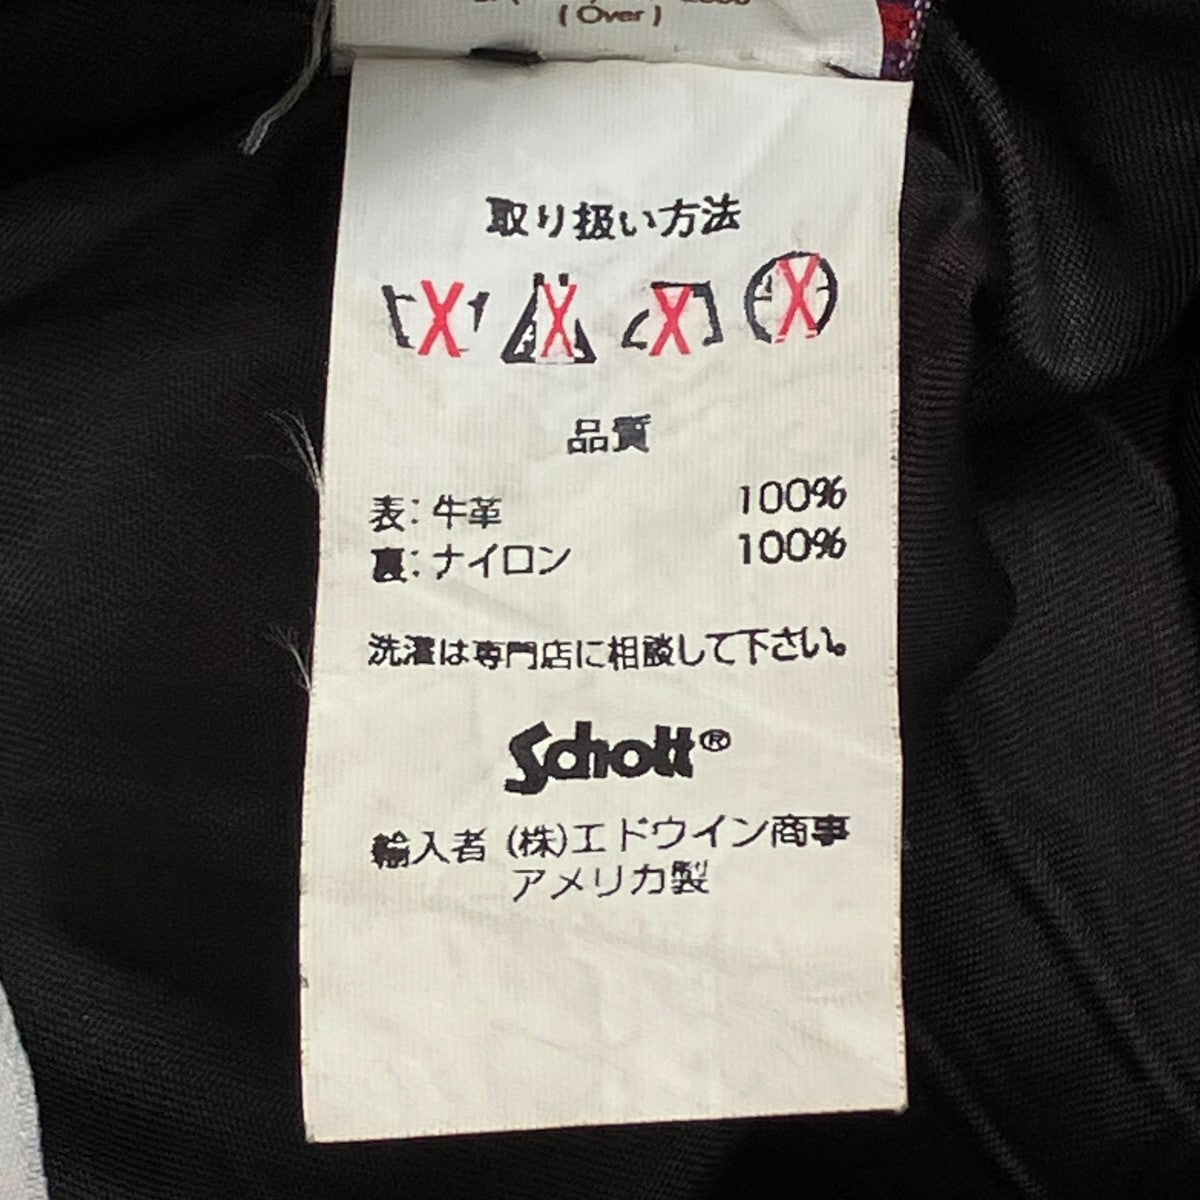 ( Over )
取り扱い方法
品質
表: 牛革 100%
裏: ナイロン 100%
洗濯は専門店に相談して下さい。
Schott®
輸入者 (株)エドウイン商事
アメリカ製